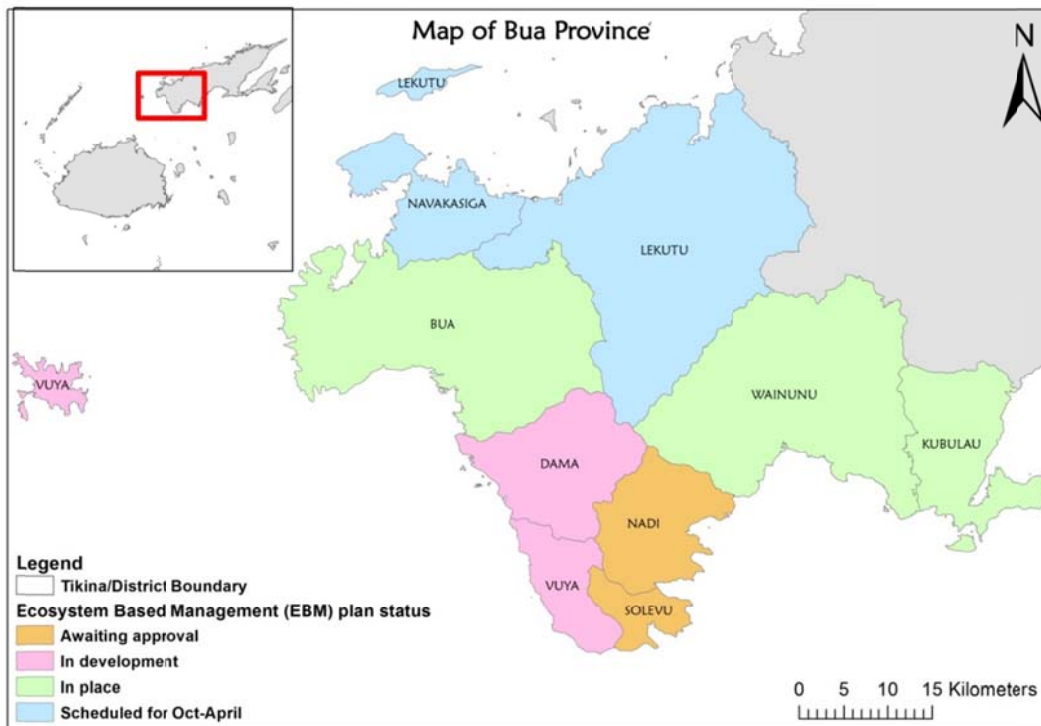 Map of Bua Province
N
LEKUTU
NAVAKASIGA
LEKUTU
BUA
VUYA
WAINUNU
KUBULAU
DAMA
NADI
VUYA
SOLEVU
Legend
Tikina/District Boundary
Ecosystem Based Management (EBM) plan status
Awaiting approval
In development
In place
Scheduled for Oct-April
0 5 10 15 Kilometers